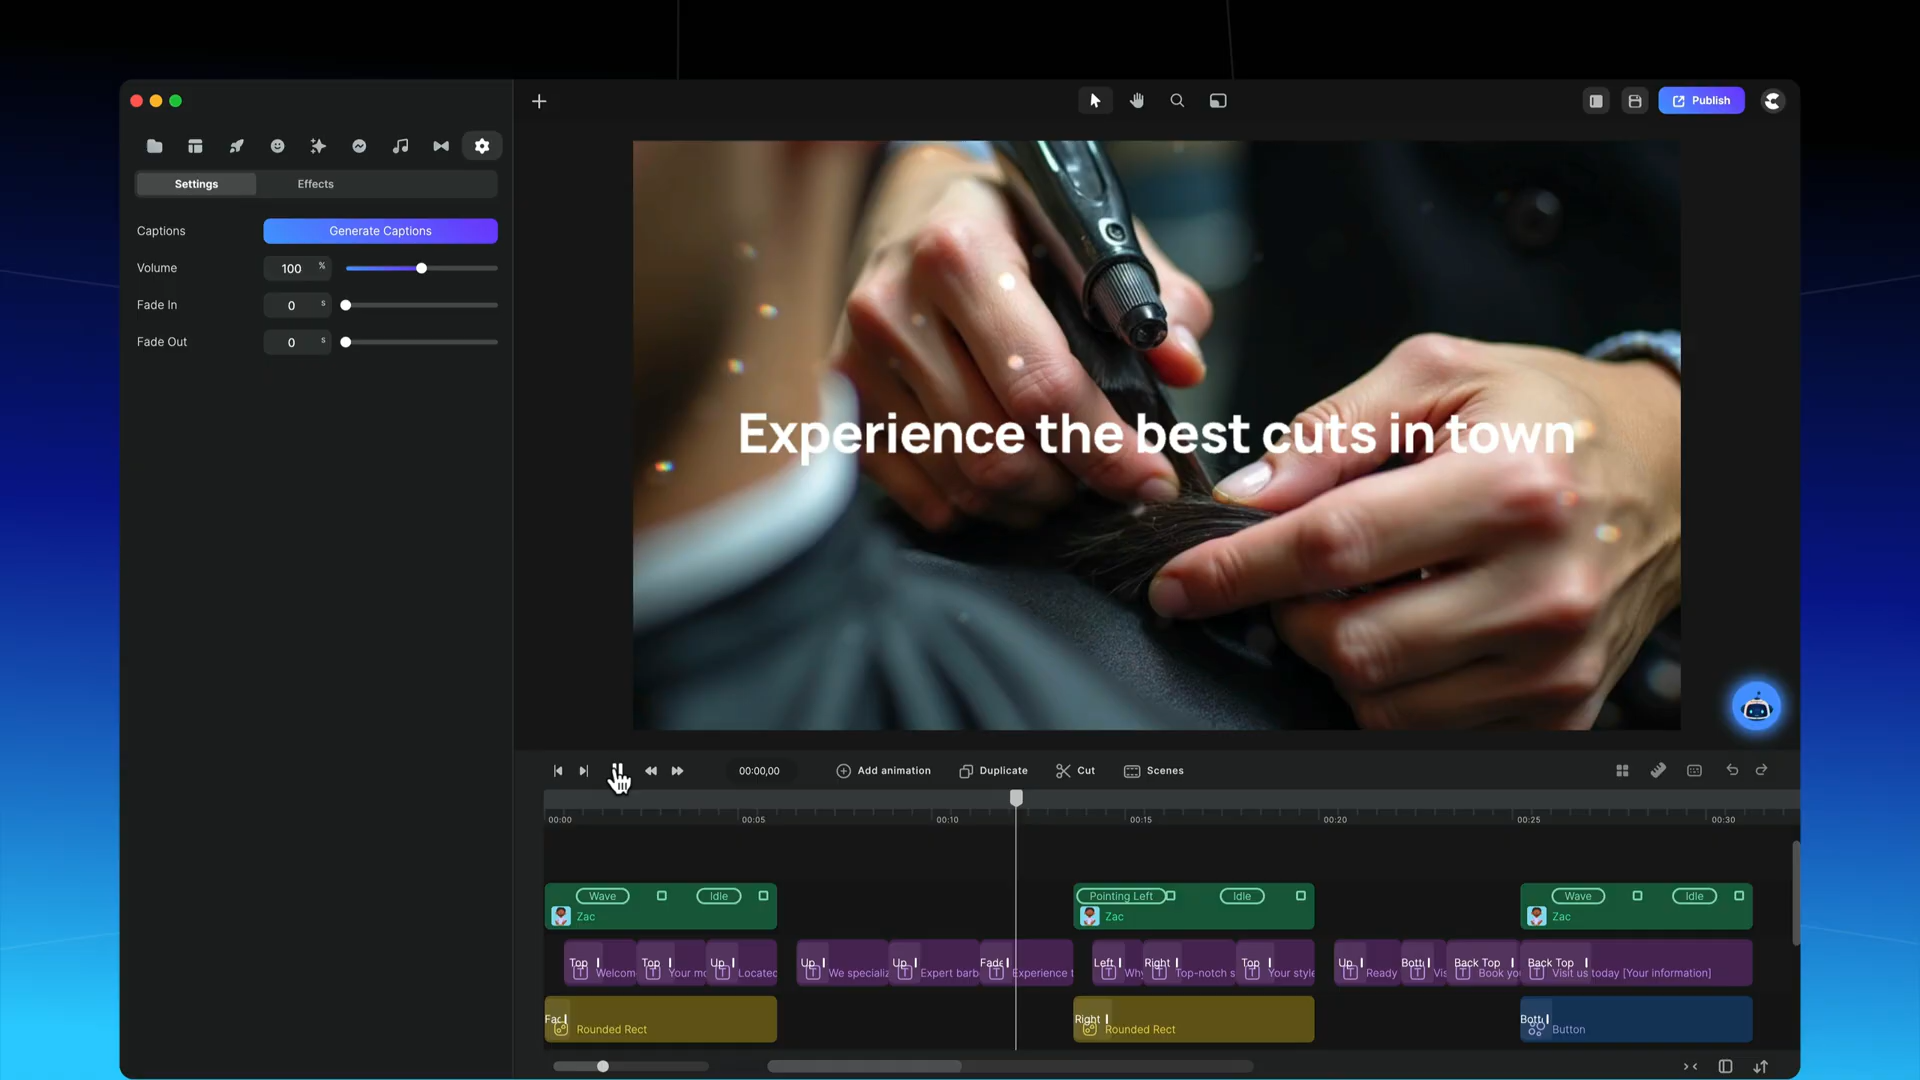 Publish
Settings
Effects
Captions
Generate Captions
Volume
100 %
Fade In
0 s
Fade Out
0 s
Experience the best cuts in town
00:00,00
Add animation
Duplicate
Cut
Scenes
00:00
00:05
00:10
00:15
00:20
00:25
00:30
Wave
Idle
Pointing Left
Idle
Wave
Idle
Zac
Zac
Zac
Top
Top
Up
Up
Up
Fade
Left
Right
Top
Up
Bott
Back Top
Back Top
Welcom
Your mo
Located
We specializ
Expert barb
Experience t
Why
Top-notch s
Your style
Ready
Vis
Book yo
Visit us today [Your information]
Fac
Right
Bott
Rounded Rect
Rounded Rect
Button